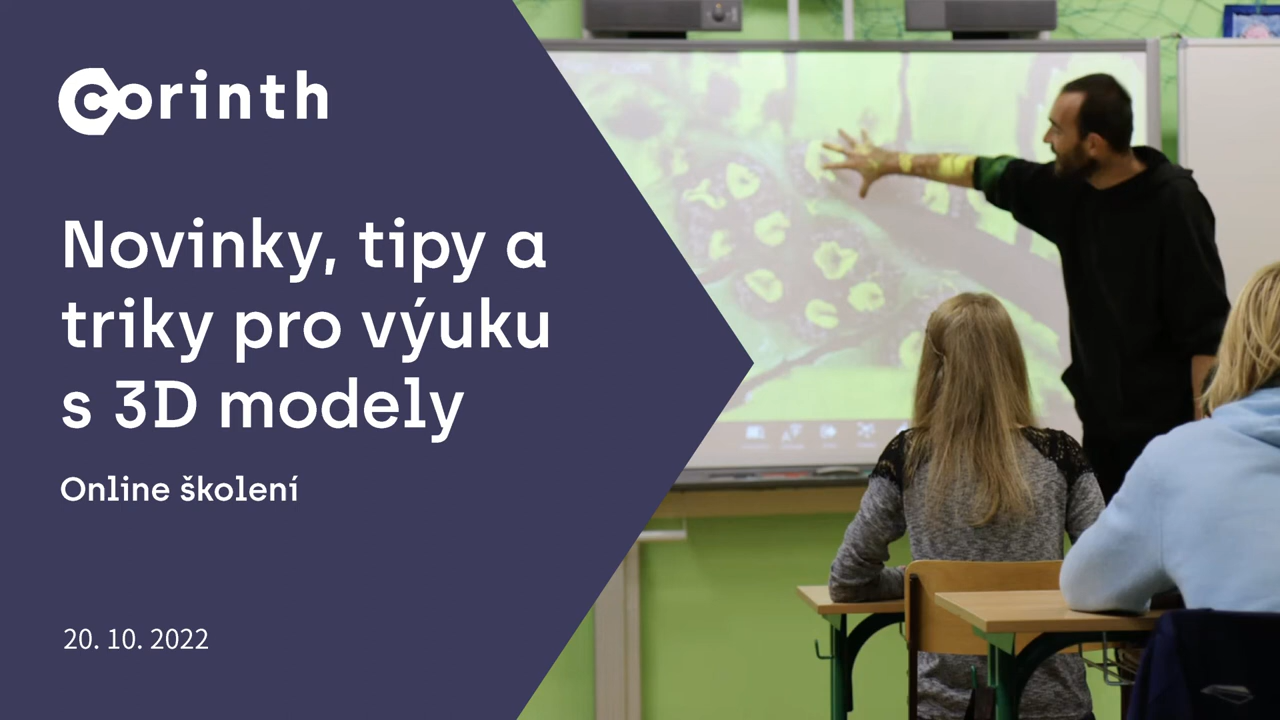 corinth
Novinky, tipy a
triky pro výuku
s 3D modely
Online školení
20. 10. 2022